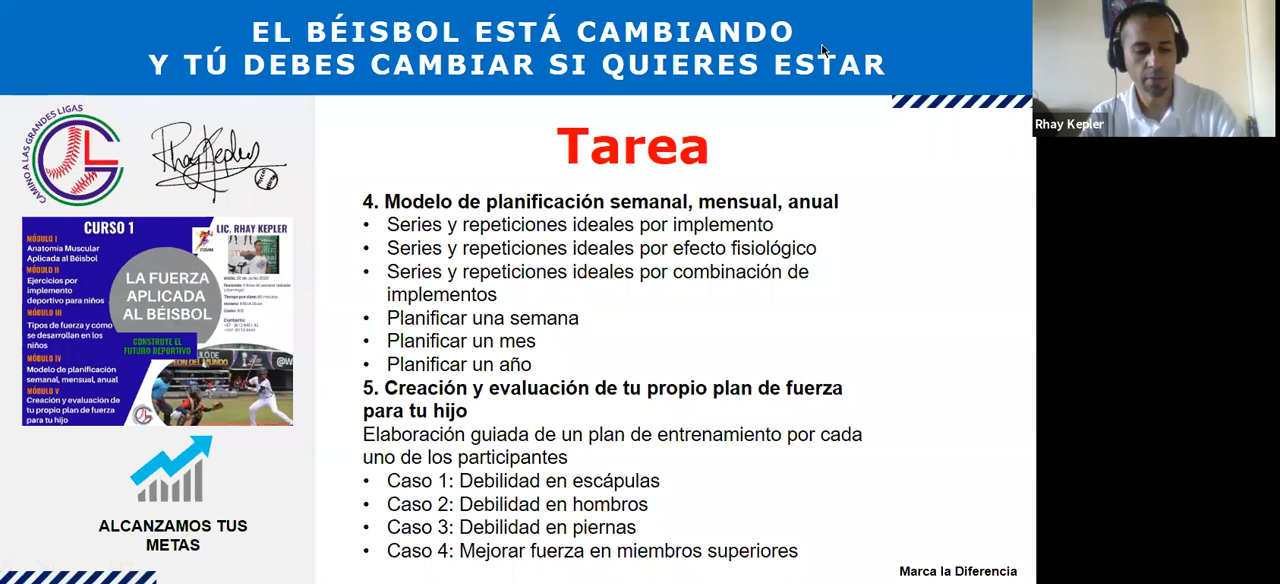 EL BÉISBOL ESTÁ CAMBIANDO
Y TÚ DEBES CAMBIAR SI QUIERES ESTAR
Rhay Kepler
CAMINO A LAS GRANDES LIGAS
Rhay Kepler
Tarea
4. Modelo de planificación semanal, mensual, anual
• Series y repeticiones ideales por implemento
• Series y repeticiones ideales por efecto fisiológico
• Series y repeticiones ideales por combinación de
implementos
• Planificar una semana
• Planificar un mes
• Planificar un año
5. Creación y evaluación de tu propio plan de fuerza
para tu hijo
Elaboración guiada de un plan de entrenamiento por cada
uno de los participantes
• Caso 1: Debilidad en escápulas
• Caso 2: Debilidad en hombros
• Caso 3: Debilidad en piernas
• Caso 4: Mejorar fuerza en miembros superiores
CURSO 1
LIC. RHAY KEPLER
MÓDULO I
Anatomía Muscular
Aplicada al Béisbol
MÓDULO II
Ejercicios por
implemento
deportivo para niños
MÓDULO III
Tipos de fuerza y como
se desarrollan en los
niños
MÓDULO IV
Modelo de planificación
semanal, mensual, anual
MÓDULO V
Creación y evaluación de
tu propio plan de fuerza
para tu hijo
LA FUERZA
APLICADA
AL BÉISBOL
CONSTRUYE EL
FUTURO DEPORTIVO
ALCANZAMOS TUS
METAS
Marca la Diferencia